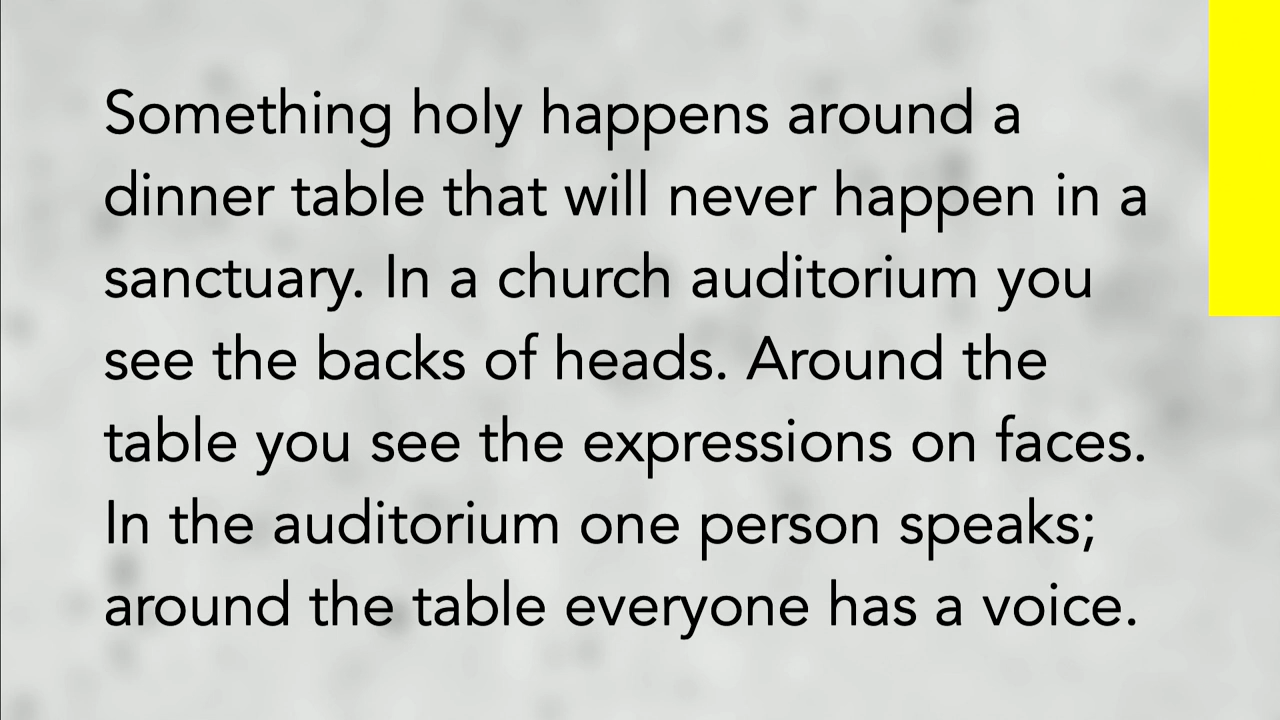 Something holy happens around a
dinner table that will never happen in a
sanctuary. In a church auditorium you
see the backs of heads. Around the
table you see the expressions on faces.
In the auditorium one person speaks;
around the table everyone has a voice.